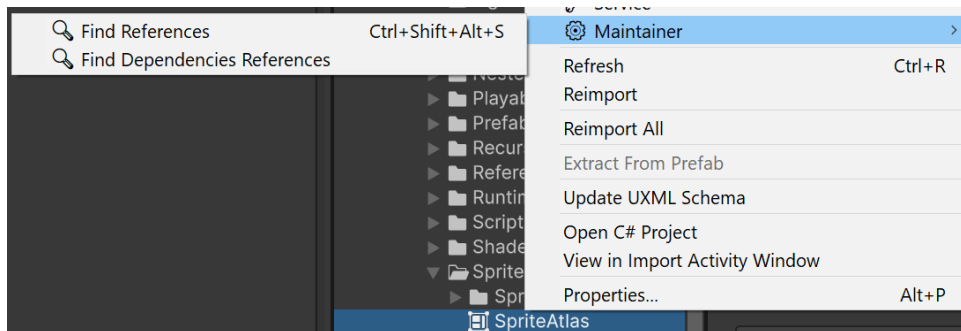 Find References Ctrl+Shift+Alt+S
Find Dependencies References
Maintainer
Refresh Ctrl+R
Reimport
Reimport All
Extract From Prefab
Update UXML Schema
Open C# Project
View in Import Activity Window
Properties... Alt+P
Playab
Prefab
Recurs
Refere
Runtin
Script
Shade
Sprite
Spr
SpriteAtlas